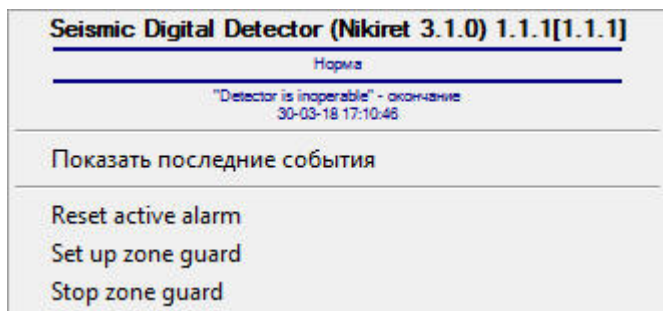 Seismic Digital Detector (Nikiret 3.1.0) 1.1.1[1.1.1]
Норма
"Detector is inoperable" - окончание
30-03-18 17:10:46
Показать последние события
Reset active alarm
Set up zone guard
Stop zone guard